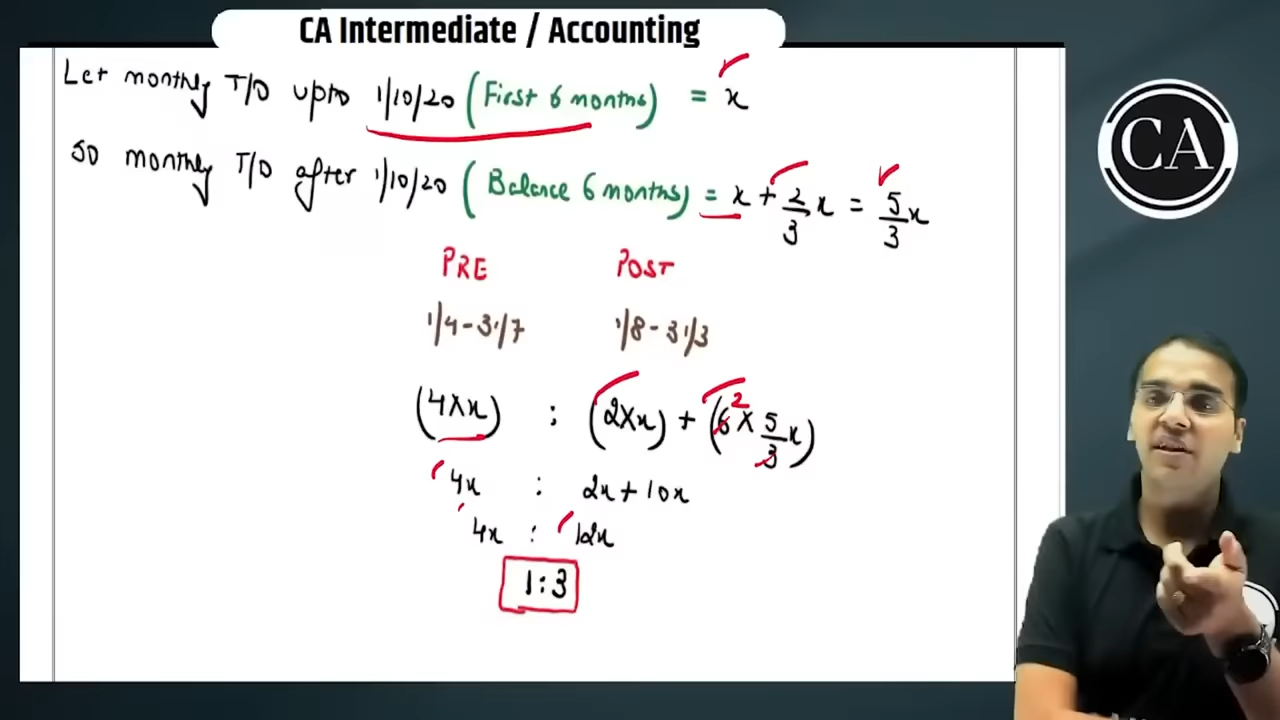 CA Intermediate / Accounting
Let monthly T/O upto 1/10/20 (First 6 months) = x
So monthly T/O after 1/10/20 (Balance 6 months) = x + 2/3 x = 5/3 x
PRE POST
1/4-31/7 1/8-31/3
(4×x) : (2×x) + (6 2 × 5/3 x)
4x : 2x+10x
4x : 12x
1:3
CA